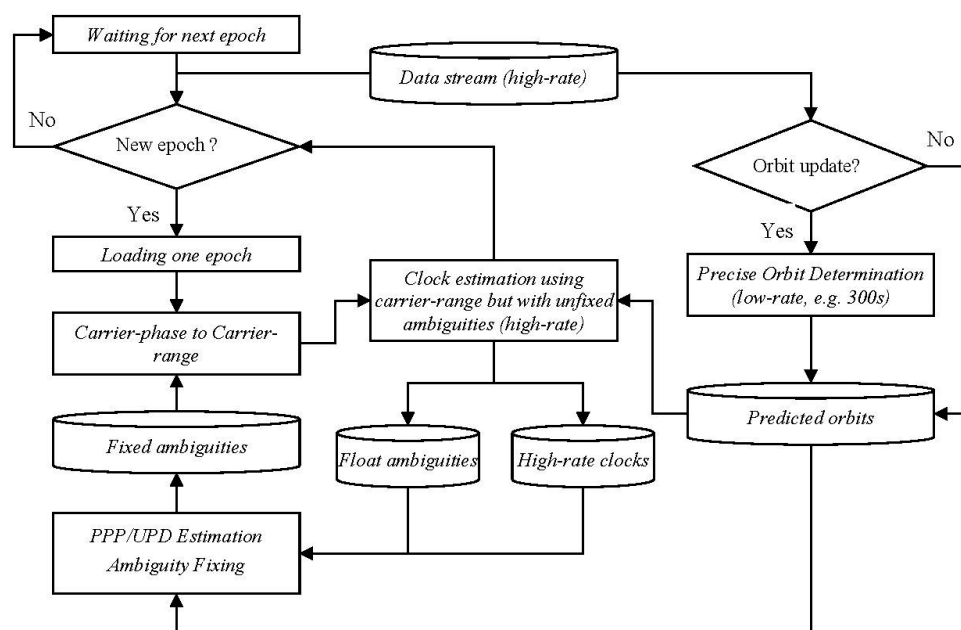 Waiting for next epoch
Data stream (high-rate)
No
New epoch ?
No
Orbit update?
Yes
Yes
Loading one epoch
Clock estimation using
carrier-range but with unfixed
ambiguities (high-rate)
Precise Orbit Determination
(low-rate, e.g. 300s)
Carrier-phase to Carrier-
range
Predicted orbits
Fixed ambiguities
Float ambiguities
High-rate clocks
PPP/UPD Estimation
Ambiguity Fixing